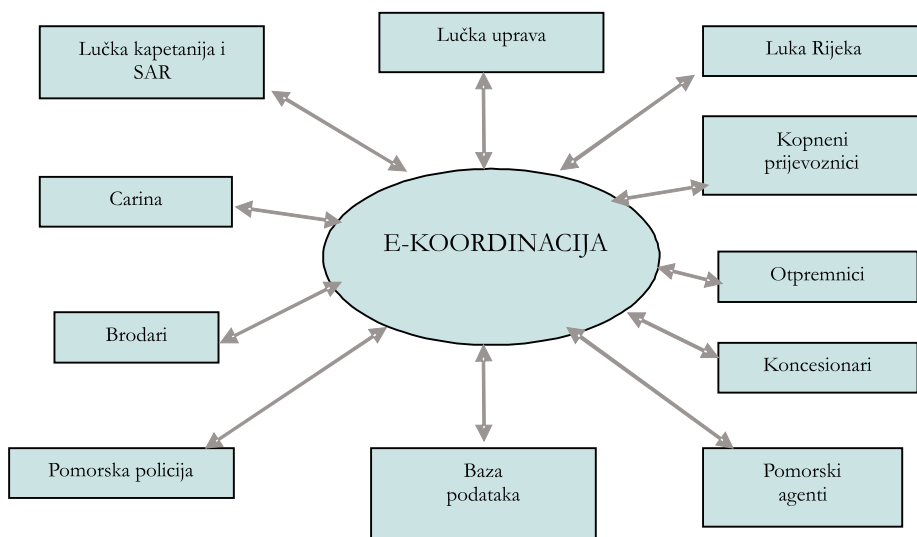 Lučka kapetanija i
SAR
Lučka uprava
Luka Rijeka
Kopneni
prijevoznici
Carina
E-KOORDINACIJA
Otpremnici
Brodari
Koncesionari
Pomorska policija
Baza
podataka
Pomorski
agenti